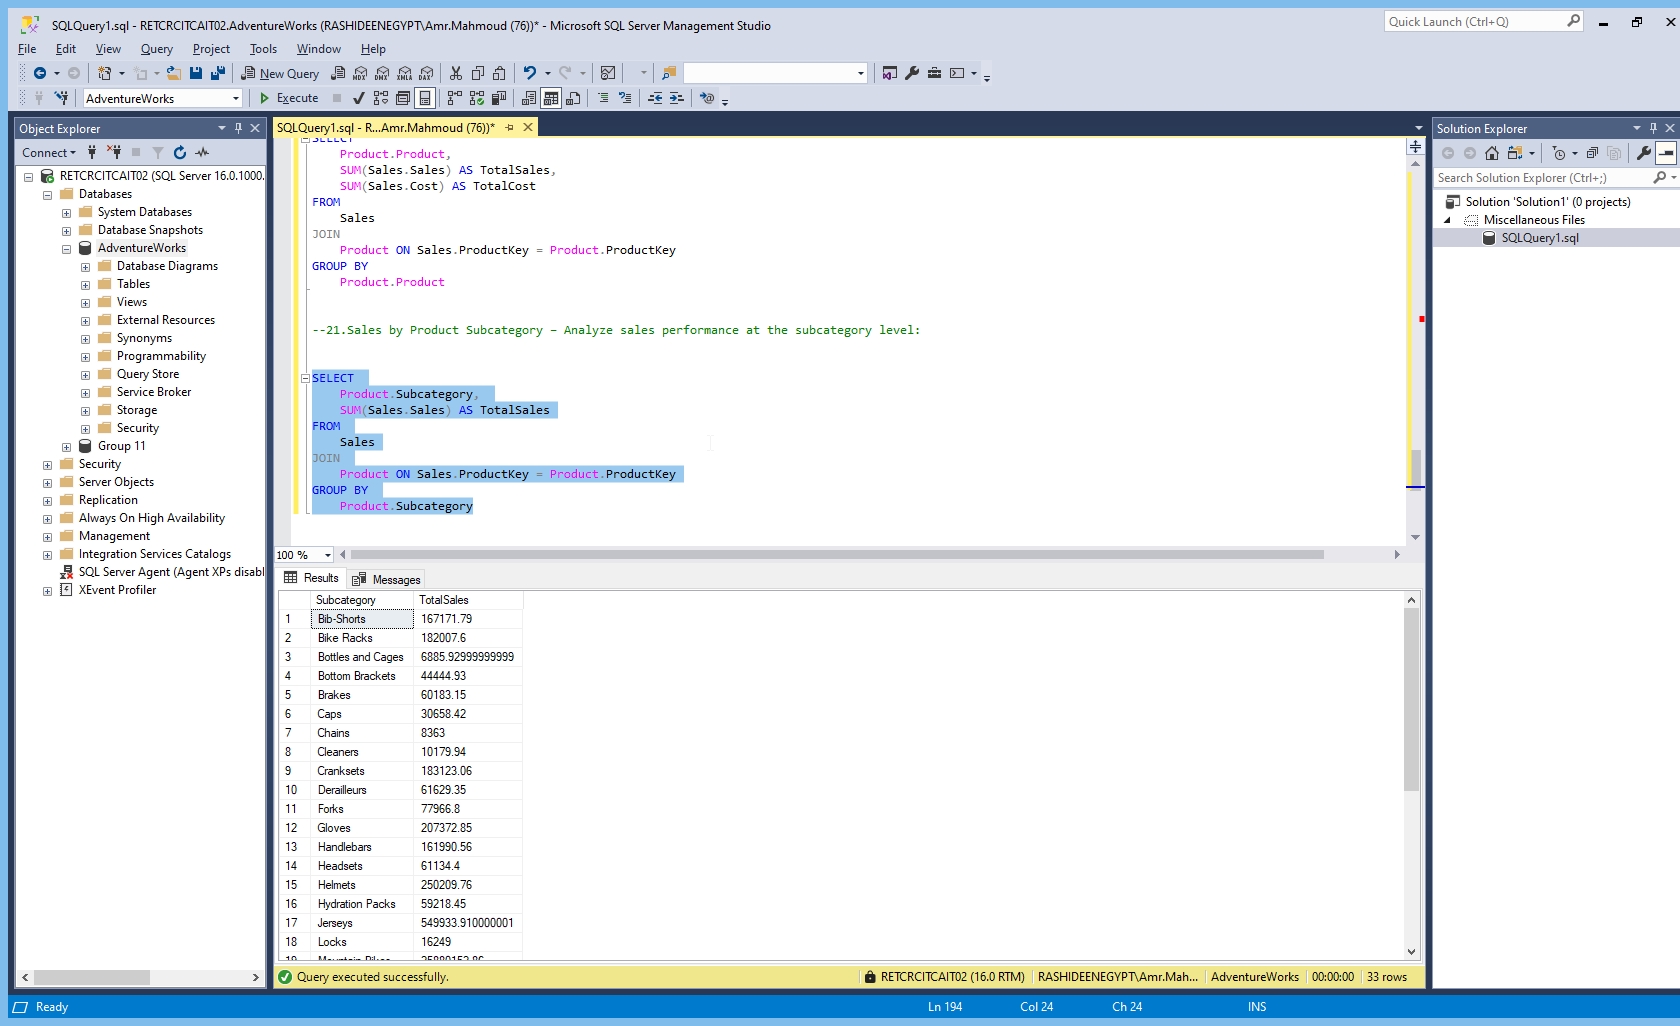 SQLQuery1.sql - RETCRCITCAIT02.AdventureWorks (RASHIDEENEGYPT\Amr.Mahmoud (76))* - Microsoft SQL Server Management Studio
Quick Launch (Ctrl+Q)
File Edit View Query Project Tools Window Help
New Query
AdventureWorks
Execute
Object Explorer
Connect
RETCRCITCAIT02 (SQL Server 16.0.1000.
Databases
System Databases
Database Snapshots
AdventureWorks
Database Diagrams
Tables
Views
External Resources
Synonyms
Programmability
Query Store
Service Broker
Storage
Security
Group 11
Security
Server Objects
Replication
Always On High Availability
Management
Integration Services Catalogs
SQL Server Agent (Agent XPs disabl
XEvent Profiler
SQLQuery1.sql - R...Amr.Mahmoud (76))*
SELECT
Product.Product,
SUM(Sales.Sales) AS TotalSales,
SUM(Sales.Cost) AS TotalCost
FROM
Sales
JOIN
Product ON Sales.ProductKey = Product.ProductKey
GROUP BY
Product.Product
--21.Sales by Product Subcategory – Analyze sales performance at the subcategory level:
SELECT
Product.Subcategory,
SUM(Sales.Sales) AS TotalSales
FROM
Sales
JOIN
Product ON Sales.ProductKey = Product.ProductKey
GROUP BY
Product.Subcategory
100 %
Results Messages
Subcategory TotalSales
1 Bib-Shorts 167171.79
2 Bike Racks 182007.6
3 Bottles and Cages 6885.92999999999
4 Bottom Brackets 44444.93
5 Brakes 60183.15
6 Caps 30658.42
7 Chains 8363
8 Cleaners 10179.94
9 Cranksets 183123.06
10 Derailleurs 61629.35
11 Forks 77966.8
12 Gloves 207372.85
13 Handlebars 161990.56
14 Headsets 61134.4
15 Helmets 250209.76
16 Hydration Packs 59218.45
17 Jerseys 549933.910000001
18 Locks 16249
Query executed successfully.
RETCRCITCAIT02 (16.0 RTM) RASHIDEENEGYPT\Amr.Mah... AdventureWorks 00:00:00 33 rows
Solution Explorer
Search Solution Explorer (Ctrl+;)
Solution 'Solution1' (0 projects)
Miscellaneous Files
SQLQuery1.sql
Ready
Ln 194 Col 24 Ch 24 INS